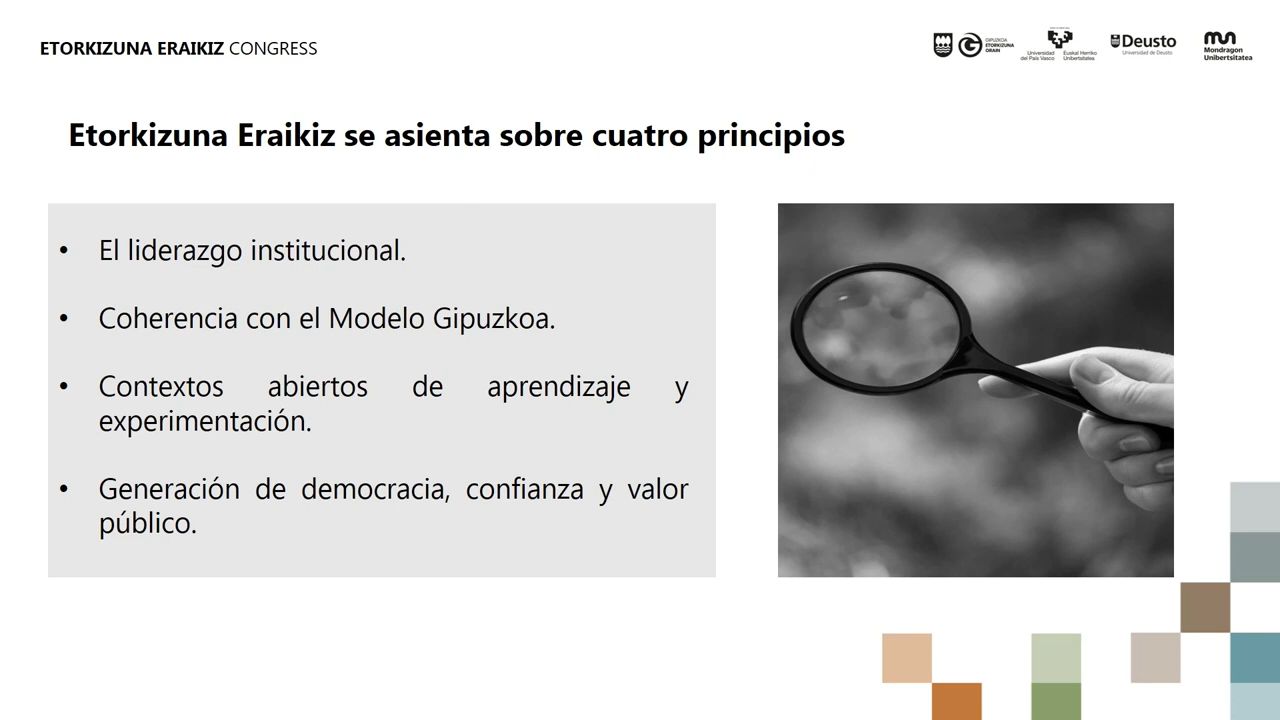 ETORKIZUNA ERAIKIZ CONGRESS
GIPUZKOA
ETORKIZUNA
ORAIN
Universidad
del País Vasco
Euskal Herriko
Unibertsitatea
Deusto
Universidad de Deusto
Mondragon
Unibertsitatea
Etorkizuna Eraikiz se asienta sobre cuatro principios
• El liderazgo institucional.
• Coherencia con el Modelo Gipuzkoa.
• Contextos abiertos de aprendizaje y
experimentación.
• Generación de democracia, confianza y valor
público.